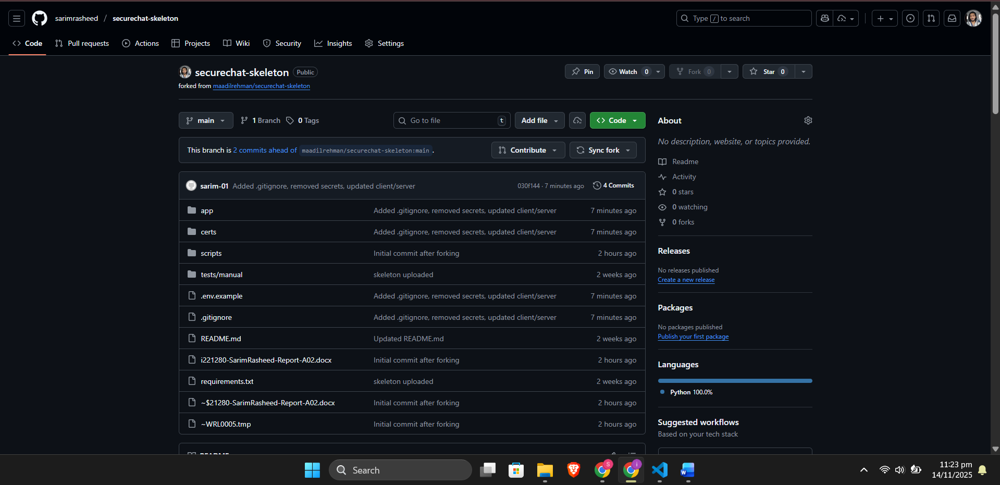 sarimrasheed / securechat-skeleton
Type / to search
Code Pull requests Actions Projects Wiki Security Insights Settings
securechat-skeleton Public
Pin Watch 0 Fork 0 Star 0
forked from maadilrehman/securechat-skeleton
main 1 Branch 0 Tags Go to file t Add file Code
This branch is 2 commits ahead of maadilrehman/securechat-skeleton:main .
Contribute Sync fork
sarim-01 Added .gitignore, removed secrets, updated client/server 030f144 · 7 minutes ago 4 Commits
app Added .gitignore, removed secrets, updated client/server 7 minutes ago
certs Added .gitignore, removed secrets, updated client/server 7 minutes ago
scripts Initial commit after forking 2 hours ago
tests/manual skeleton uploaded 2 weeks ago
.env.example Added .gitignore, removed secrets, updated client/server 7 minutes ago
.gitignore Added .gitignore, removed secrets, updated client/server 7 minutes ago
README.md Updated README.md 2 weeks ago
i221280-SarimRasheed-Report-A02.docx Initial commit after forking 2 hours ago
requirements.txt skeleton uploaded 2 weeks ago
~$21280-SarimRasheed-Report-A02.docx Initial commit after forking 2 hours ago
~WRL0005.tmp Initial commit after forking 2 hours ago
README
About
No description, website, or topics provided.
Readme
Activity
0 stars
0 watching
0 forks
Releases
No releases published
Create a new release
Packages
No packages published
Publish your first package
Languages
Python 100.0%
Suggested workflows
Based on your tech stack
Search
S
i
W
11:23 pm
14/11/2025